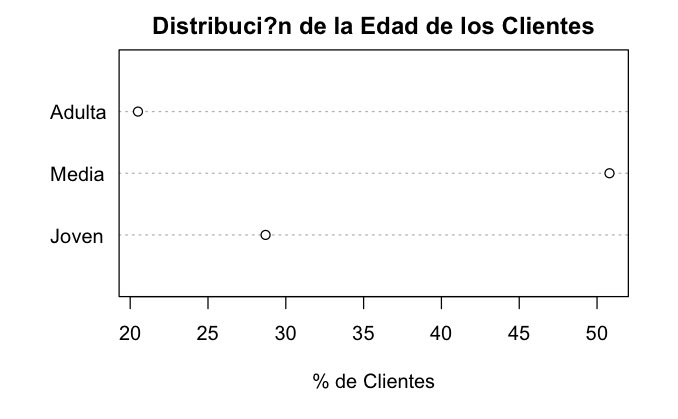 Distribuci?n de la Edad de los Clientes
Adulta
Media
Joven
20 25 30 35 40 45 50
% de Clientes